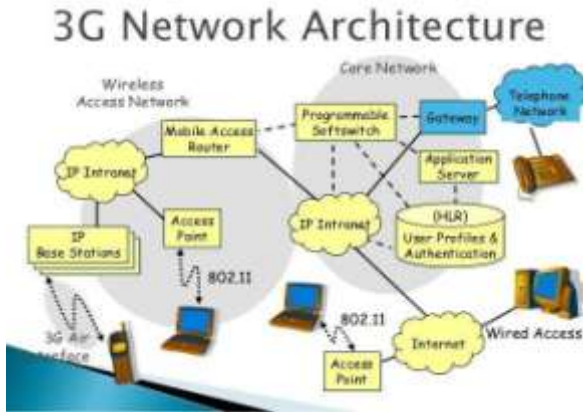 3G Network Architecture
Wireless
Access Network
Core Network
Mobile Access
Router
Programmable
Softswitch
Gateway
Telephone
Network
IP Intranet
Access
Point
IP
Base Stations
802.11
3G Air
Application
Server
IP Intranet
(HLR)
User Profiles &
Authentication
802.11
Access
Point
Internet
Wired Access